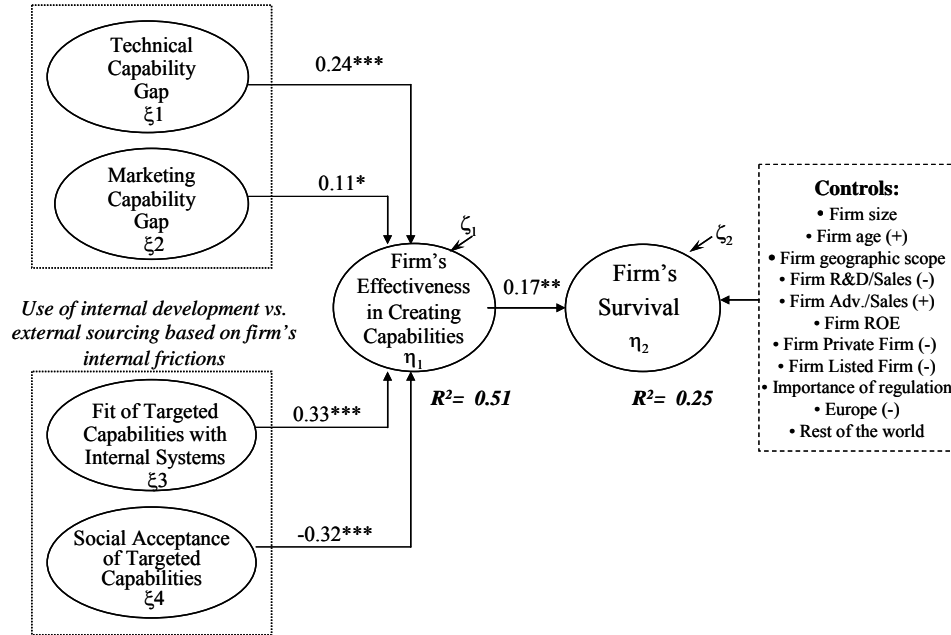 Technical
Capability
Gap
ξ1
0.24***
Marketing
Capability
Gap
ξ2
0.11*
Use of internal development vs.
external sourcing based on firm's
internal frictions
Fit of Targeted
Capabilities with
Internal Systems
ξ3
0.33***
Social Acceptance
of Targeted
Capabilities
ξ4
-0.32***
ζ1
Firm's
Effectiveness
in Creating
Capabilities
η1
R²= 0.51
0.17**
ζ2
Firm's
Survival
η2
R²= 0.25
Controls:
• Firm size
• Firm age (+)
• Firm geographic scope
• Firm R&D/Sales (-)
• Firm Adv./Sales (+)
• Firm ROE
• Firm Private Firm (-)
• Firm Listed Firm (-)
• Importance of regulation
• Europe (-)
• Rest of the world